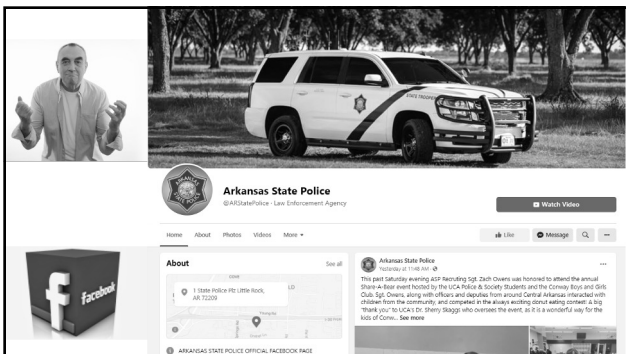 STATE TROOPER
Arkansas State Police
@ARStatePolice · Law Enforcement Agency
Watch Video
Home About Photos Videos More
Like Message
facebook
About See all
1 State Police Plz Little Rock,
AR 72209
ARKANSAS STATE POLICE OFFICIAL FACEBOOK PAGE
Arkansas State Police
Yesterday at 11:48 AM ·
This past Saturday evening ASP Recruiting Sgt. Zach Owens was honored to attend the annual
Share-A-Bear event hosted by the UCA Police & Society Students and the Conway Boys and Girls
Club. Sgt. Owens, along with officers and deputies from around Central Arkansas interacted with
children from the community, and competed in the always exciting donut eating contest! A big
"thank you" to UCA's Dr. Sherry Skaggs who oversees the event, as it is a wonderful way for the
kids of Conw... See more